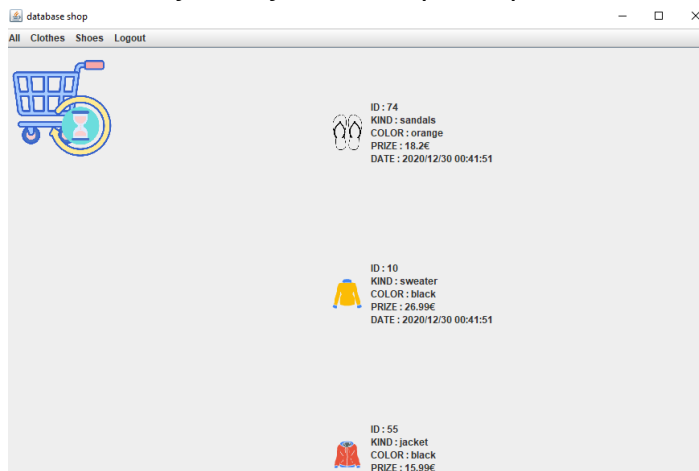 database shop
All Clothes Shoes Logout
ID : 74
KIND : sandals
COLOR : orange
PRIZE : 18.2€
DATE : 2020/12/30 00:41:51
ID : 10
KIND : sweater
COLOR : black
PRIZE : 26.99€
DATE : 2020/12/30 00:41:51
ID : 55
KIND : jacket
COLOR : black
PRIZE : 15.99€